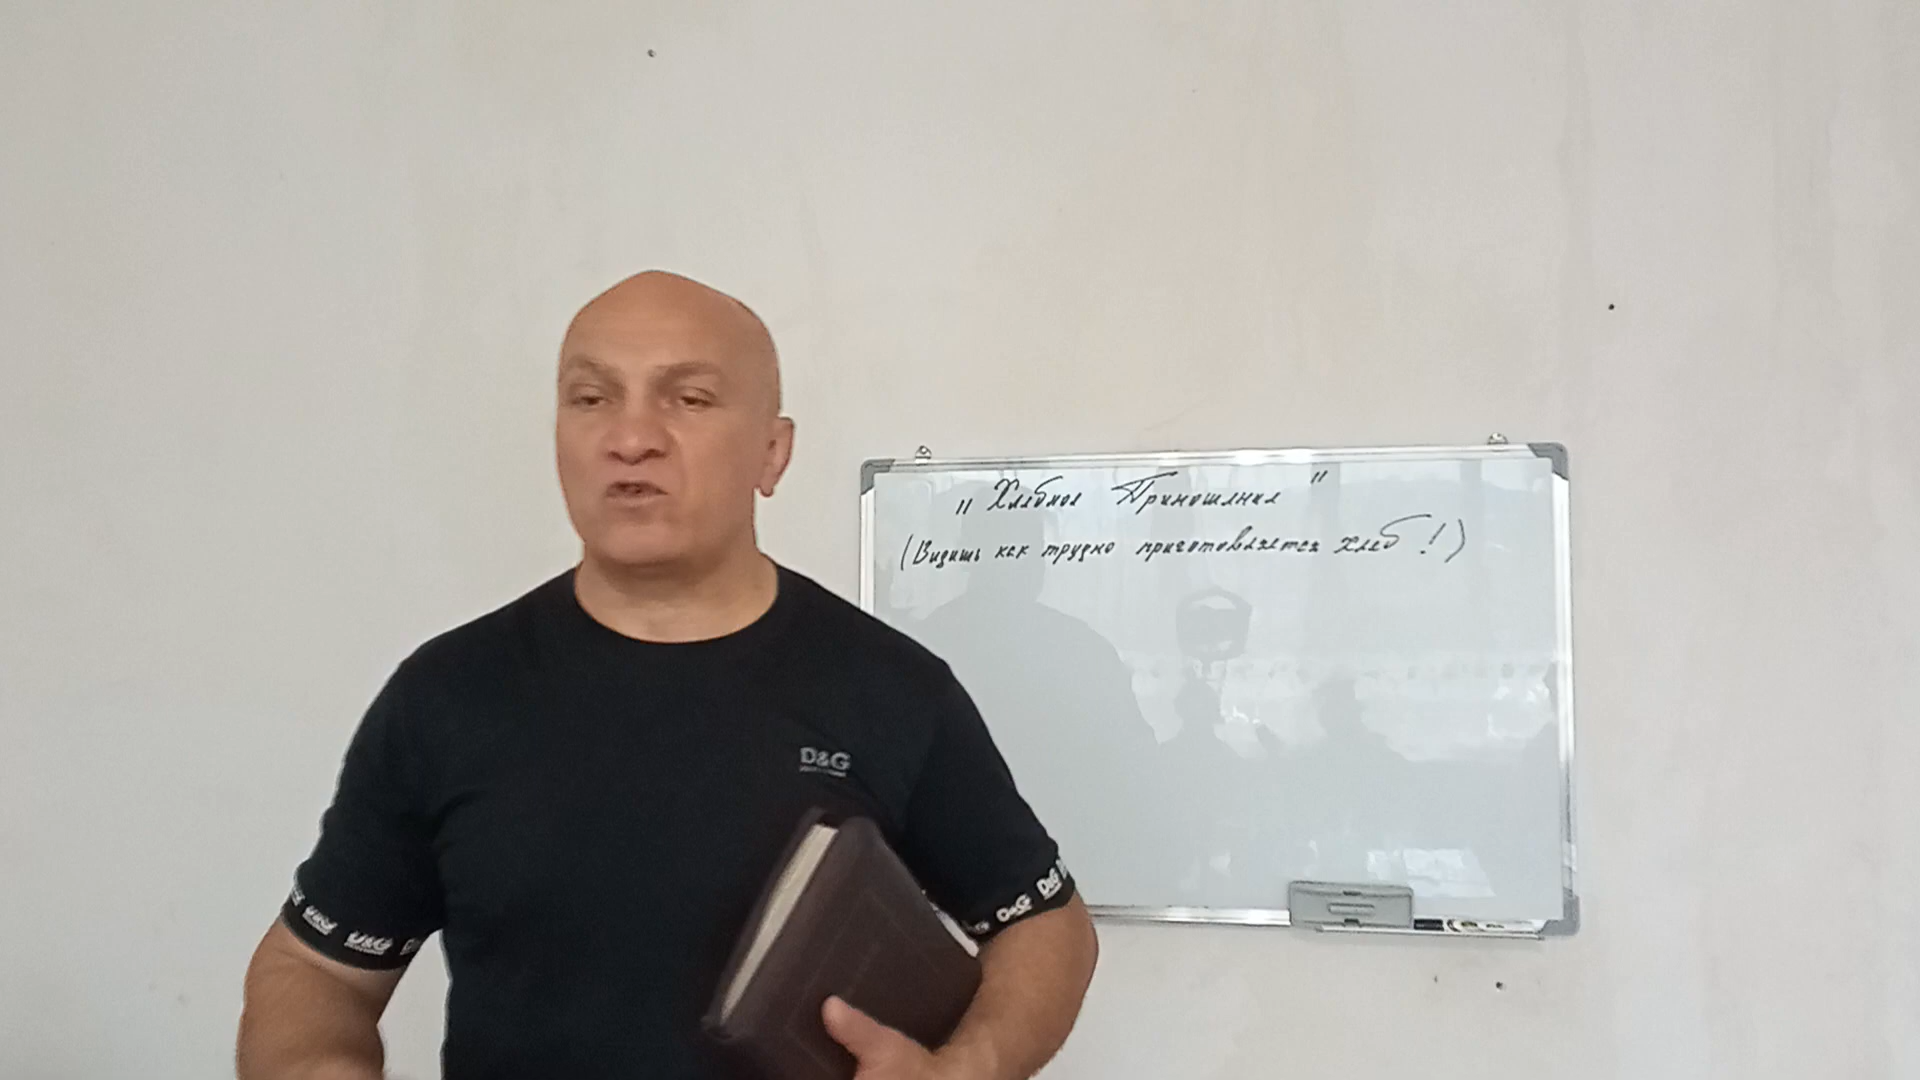 „Хлебное Приношение"
(Видишь как трудно приготовляется хлеб!)
D&G
D&G
D&G
D&G